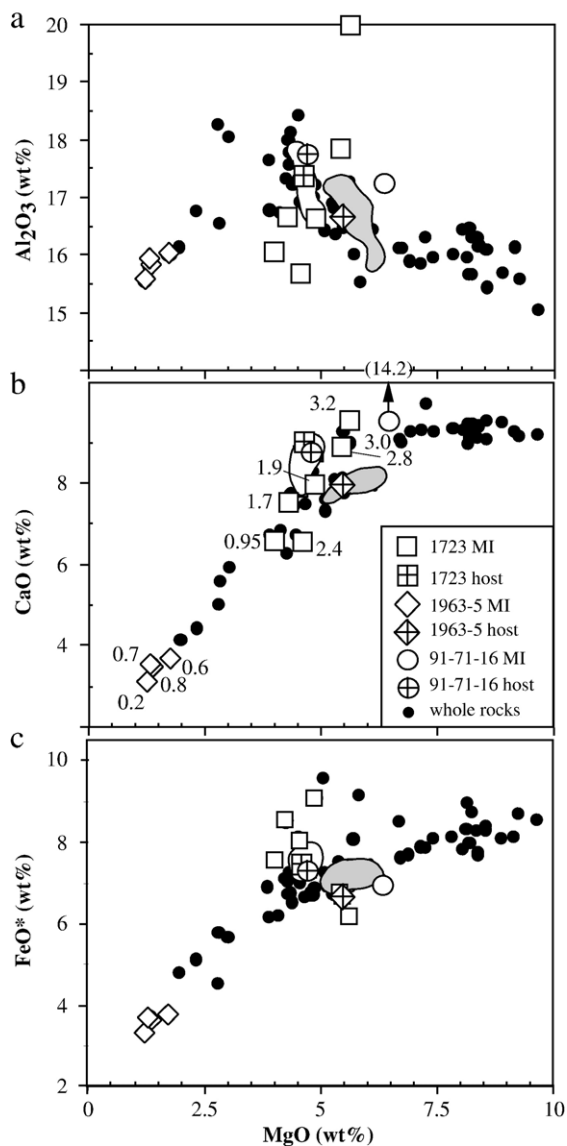 a
20
19
18
17
16
15
Al2O3 (wt%)
b
(14.2)
3.2
3.0
2.8
1.9
1.7
0.95
2.4
0.7
0.6
0.8
0.2
8
6
4
CaO (wt%)
1723 MI
1723 host
1963-5 MI
1963-5 host
91-71-16 MI
91-71-16 host
whole rocks
c
10
8
6
4
2
FeO* (wt%)
0 2.5 5 7.5 10
MgO (wt%)